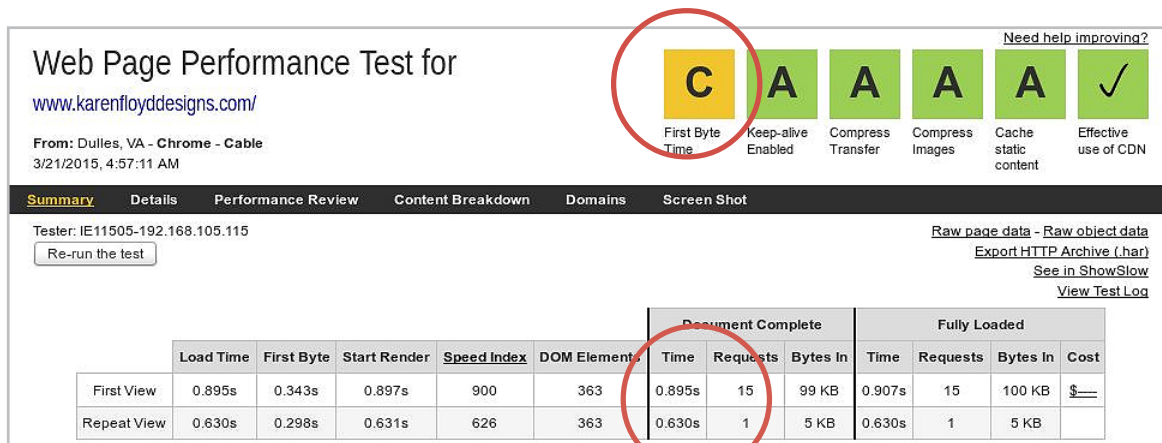 Need help improving?
Web Page Performance Test for
www.karenfloyddesigns.com/
From: Dulles, VA - Chrome - Cable
3/21/2015, 4:57:11 AM
C A A A A ✓
First Byte Time
Keep-alive Enabled
Compress Transfer
Compress Images
Cache static content
Effective use of CDN
Summary Details Performance Review Content Breakdown Domains Screen Shot
Tester: IE11505-192.168.105.115
Re-run the test
Raw page data - Raw object data
Export HTTP Archive (.har)
See in ShowSlow
View Test Log
Document Complete Fully Loaded
Load Time First Byte Start Render Speed Index DOM Elements Time Requests Bytes In Time Requests Bytes In Cost
First View 0.895s 0.343s 0.897s 900 363 0.895s 15 99 KB 0.907s 15 100 KB $----
Repeat View 0.630s 0.298s 0.631s 626 363 0.630s 1 5 KB 0.630s 1 5 KB